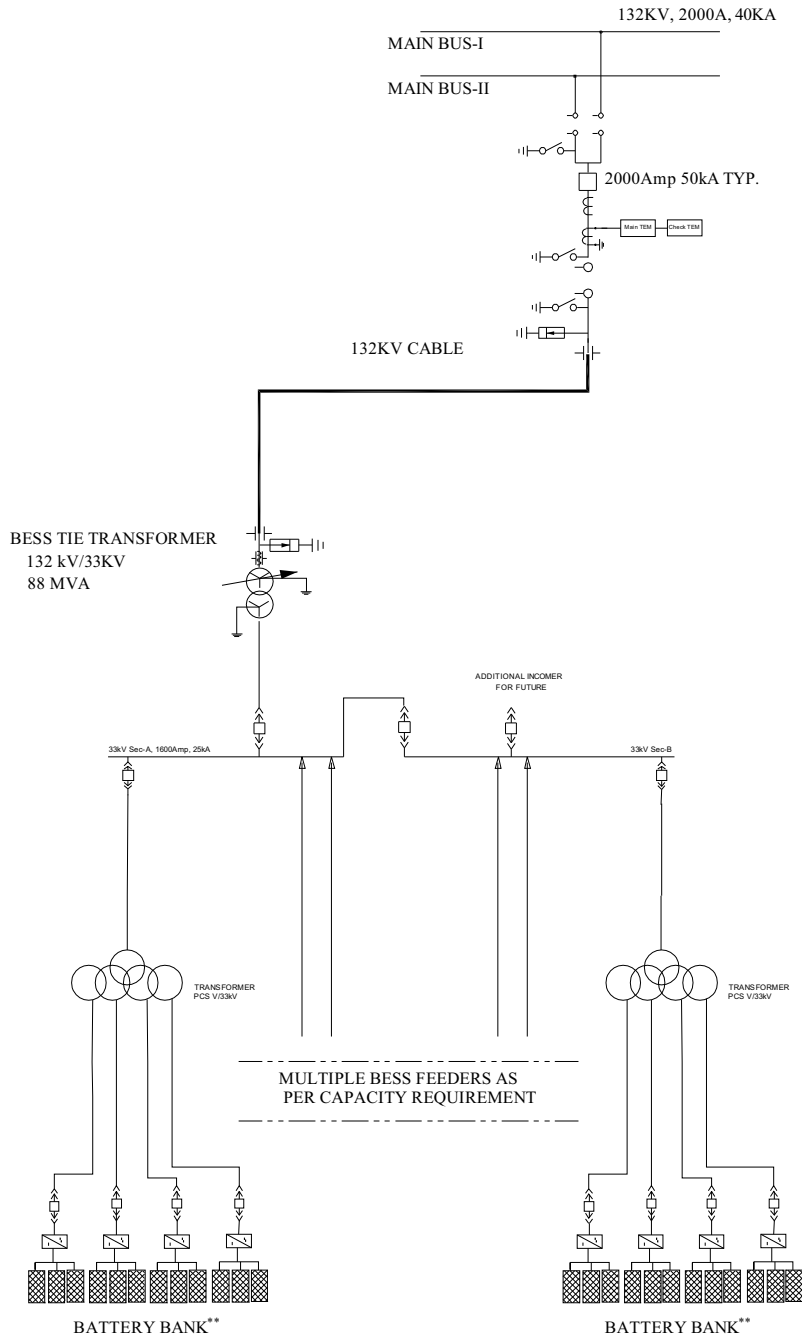 132KV, 2000A, 40KA
MAIN BUS-I
MAIN BUS-II
2000Amp 50kA TYP.
Main TEM
Check TEM
132KV CABLE
BESS TIE TRANSFORMER
132 kV/33KV
88 MVA
ADDITIONAL INCOMER
FOR FUTURE
33kV Sec-A, 1600Amp, 25kA
33kV Sec-B
TRANSFORMER
PCS V/33kV
TRANSFORMER
PCS V/33kV
MULTIPLE BESS FEEDERS AS
PER CAPACITY REQUIREMENT
BATTERY BANK**
BATTERY BANK**